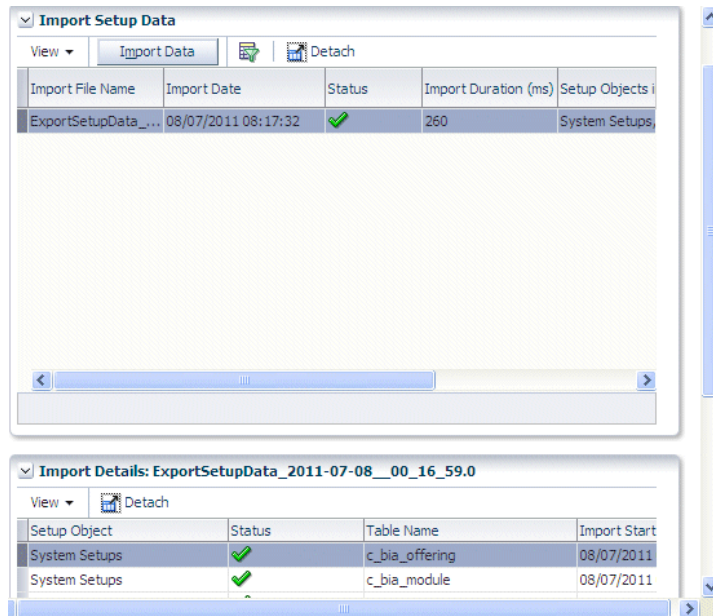 Import Setup Data
View Import Data Detach
Import File Name Import Date Status Import Duration (ms) Setup Objects i
ExportSetupData_... 08/07/2011 08:17:32 260 System Setups,
Import Details: ExportSetupData_2011-07-08__00_16_59.0
View Detach
Setup Object Status Table Name Import Start
System Setups c_bia_offering 08/07/2011
System Setups c_bia_module 08/07/2011